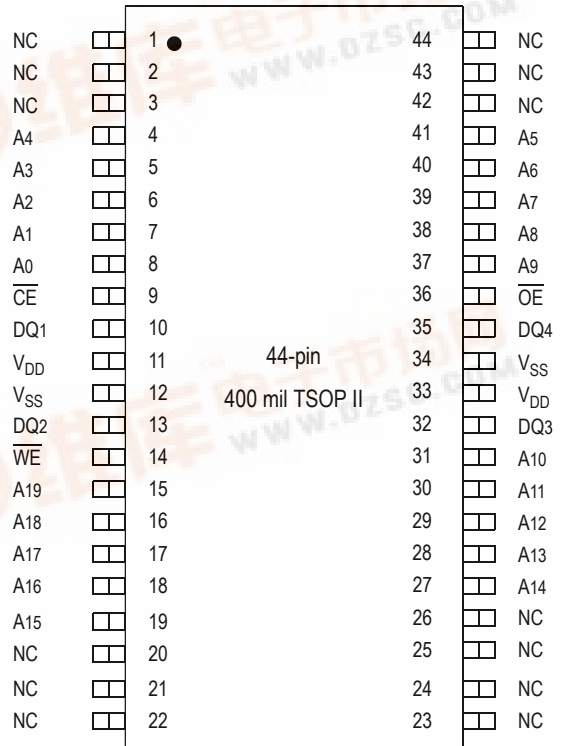 NC 1 44 NC
NC 2 43 NC
NC 3 42 NC
A4 4 41 A5
A3 5 40 A6
A2 6 39 A7
A1 7 38 A8
A0 8 37 A9
CE 9 36 OE
DQ1 10 35 DQ4
VDD 11 44-pin 34 VSS
VSS 12 400 mil TSOP II 33 VDD
DQ2 13 32 DQ3
WE 14 31 A10
A19 15 30 A11
A18 16 29 A12
A17 17 28 A13
A16 18 27 A14
A15 19 26 NC
NC 20 25 NC
NC 21 24 NC
NC 22 23 NC
WWW.DZSC.COM